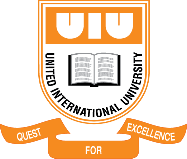 UIU
UNITED INTERNATIONAL UNIVERSITY
QUEST FOR EXCELLENCE